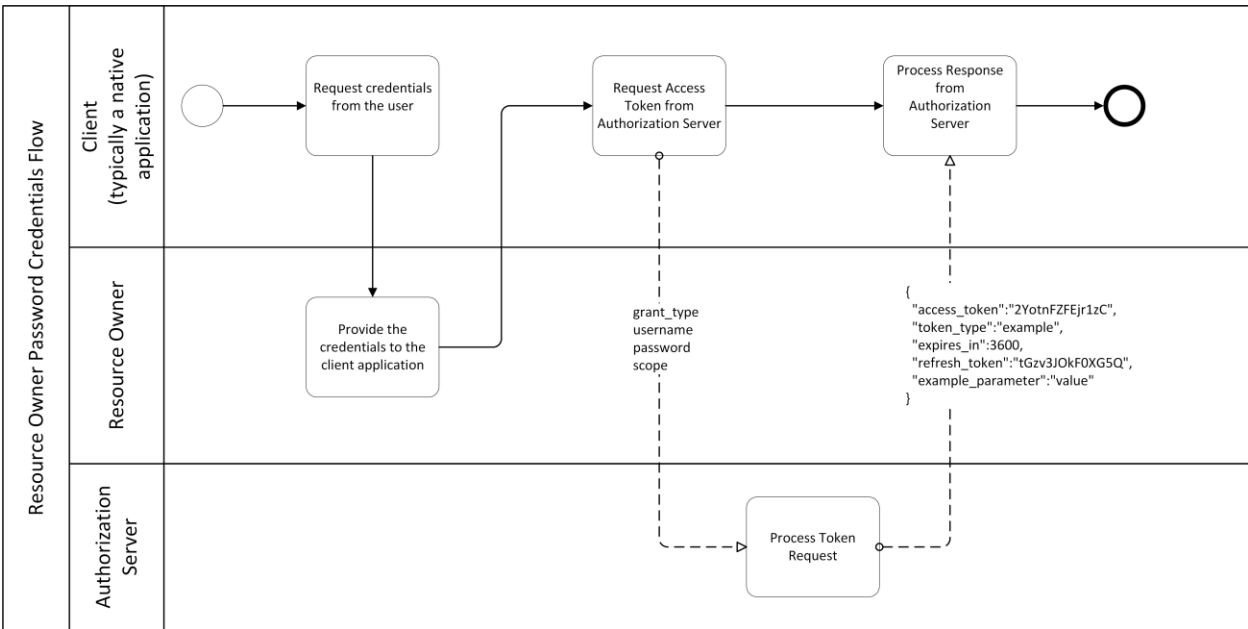 Resource Owner Password Credentials Flow
Client
(typically a native
application)
Request credentials
from the user
Request Access
Token from
Authorization Server
Process Response
from
Authorization
Server
Resource Owner
Provide the
credentials to the
client application
grant_type
username
password
scope
{
"access_token":"2YotnFZFEjr1zC",
"token_type":"example",
"expires_in":3600,
"refresh_token":"tGzv3JOkF0XG5Q",
"example_parameter":"value"
}
Authorization
Server
Process Token
Request